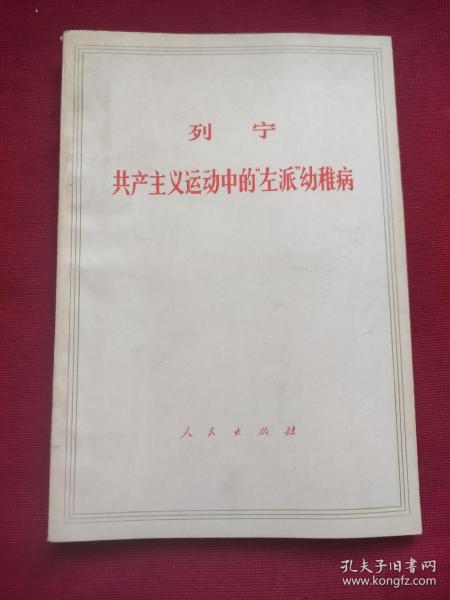 列 宁
共产主义运动中的“左派”幼稚病
人民出版社
孔夫子旧书网
www.kongfz.com